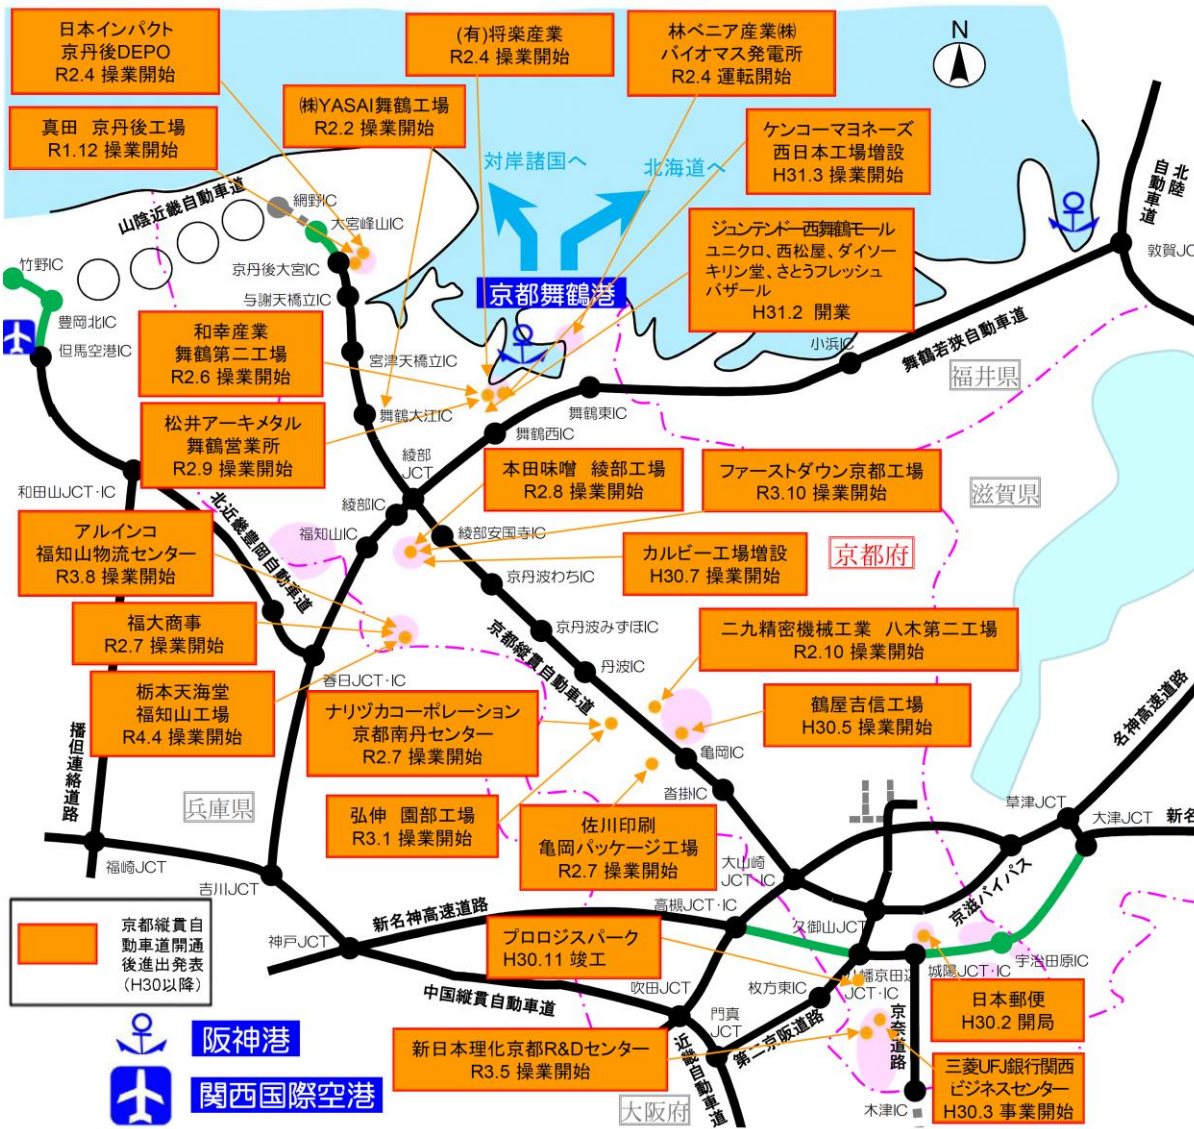 日本インパクト
京丹後DEPO
R2.4 操業開始
(有)将楽産業
R2.4 操業開始
林ベニア産業㈱
バイオマス発電所
R2.4 運転開始
N
真田 京丹後工場
R1.12 操業開始
㈱YASAI舞鶴工場
R2.2 操業開始
ケンコーマヨネーズ
西日本工場増設
H31.3 操業開始
対岸諸国へ
北海道へ
北陸
自動車道
山陰近畿自動車道
網野IC
大宮峰山IC
ジュンテンドー西舞鶴モール
ユニクロ、西松屋、ダイソー
キリン堂、さとうフレッシュ
バザール
H31.2 開業
敦賀JC
竹野IC
京丹後大宮IC
京都舞鶴港
与謝天橋立IC
豊岡北IC
但馬空港IC
和幸産業
舞鶴第二工場
R2.6 操業開始
宮津天橋立IC
小浜IC
舞鶴若狭自動車道
福井県
松井アーキメタル
舞鶴営業所
R2.9 操業開始
舞鶴大江IC
舞鶴東IC
舞鶴西IC
綾部
JCT
本田味噌 綾部工場
R2.8 操業開始
ファーストダウン京都工場
R3.10 操業開始
滋賀県
和田山JCT・IC
北近畿豊岡自動車道
綾部IC
福知山IC
綾部安国寺IC
アルインコ
福知山物流センター
R3.8 操業開始
カルビー工場増設
H30.7 操業開始
京都府
京丹波わちIC
福大商事
R2.7 操業開始
京丹波みずほIC
京都縦貫自動車道
二九精密機械工業 八木第二工場
R2.10 操業開始
丹波IC
春日JCT・IC
栃本天海堂
福知山工場
R4.4 操業開始
ナリヅカコーポレーション
京都南丹センター
R2.7 操業開始
鶴屋吉信工場
H30.5 操業開始
名神高速道路
播但連絡道路
亀岡IC
沓掛IC
兵庫県
弘伸 園部工場
R3.1 操業開始
佐川印刷
亀岡パッケージ工場
R2.7 操業開始
草津JCT
大津JCT
新名
大山崎
JCT・IC
福崎JCT
吉川JCT
京滋バイパス
高槻JCT・IC
久御山JCT
新名神高速道路
京都縦貫自
動車道開通
後進出発表
(H30以降)
神戸JCT
プロロジスパーク
H30.11 竣工
宇治田原IC
城陽JCT・IC
八幡京田辺
JCT・IC
吹田JCT
枚方東IC
中国縦貫自動車道
日本郵便
H30.2 開局
門真
JCT
第二京阪道路
京奈道路
阪神港
新日本理化京都R&Dセンター
R3.5 操業開始
近畿自動車道
三菱UFJ銀行関西
ビジネスセンター
H30.3 事業開始
関西国際空港
大阪府
木津IC